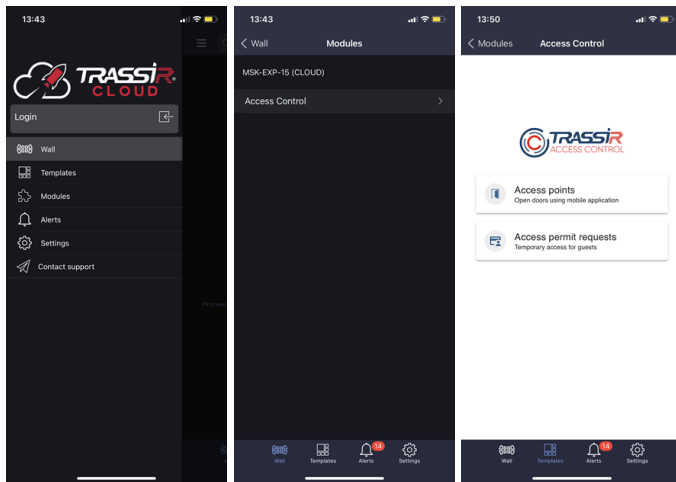 13:43
TRASSIR
CLOUD
Login
Wall
Templates
Modules
Alerts
Settings
Contact support
13:43
Wall
Modules
MSK-EXP-15 (CLOUD)
Access Control
14
Wall
Templates
Alerts
Settings
13:50
Modules
Access Control
TRASSIR
ACCESS CONTROL
Access points
Open doors using mobile application
Access permit requests
Temporary access for guests
14
Wall
Templates
Alerts
Settings